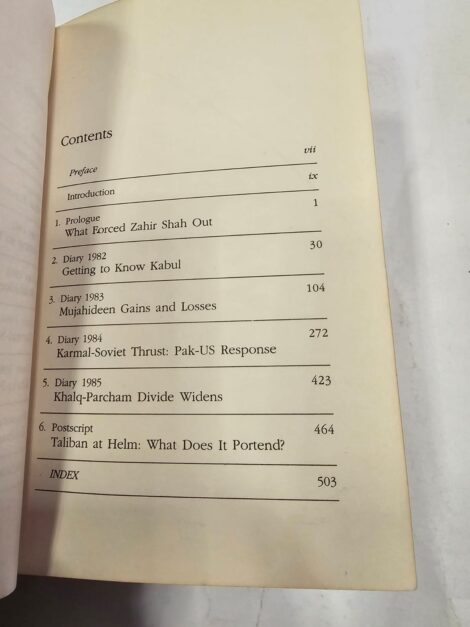 Contents
Preface vii
Introduction ix
1. Prologue
What Forced Zahir Shah Out 1
2. Diary 1982
Getting to Know Kabul 30
3. Diary 1983
Mujahideen Gains and Losses 104
4. Diary 1984
Karmal-Soviet Thrust: Pak-US Response 272
5. Diary 1985
Khalq-Parcham Divide Widens 423
6. Postscript
Taliban at Helm: What Does It Portend? 464
INDEX 503